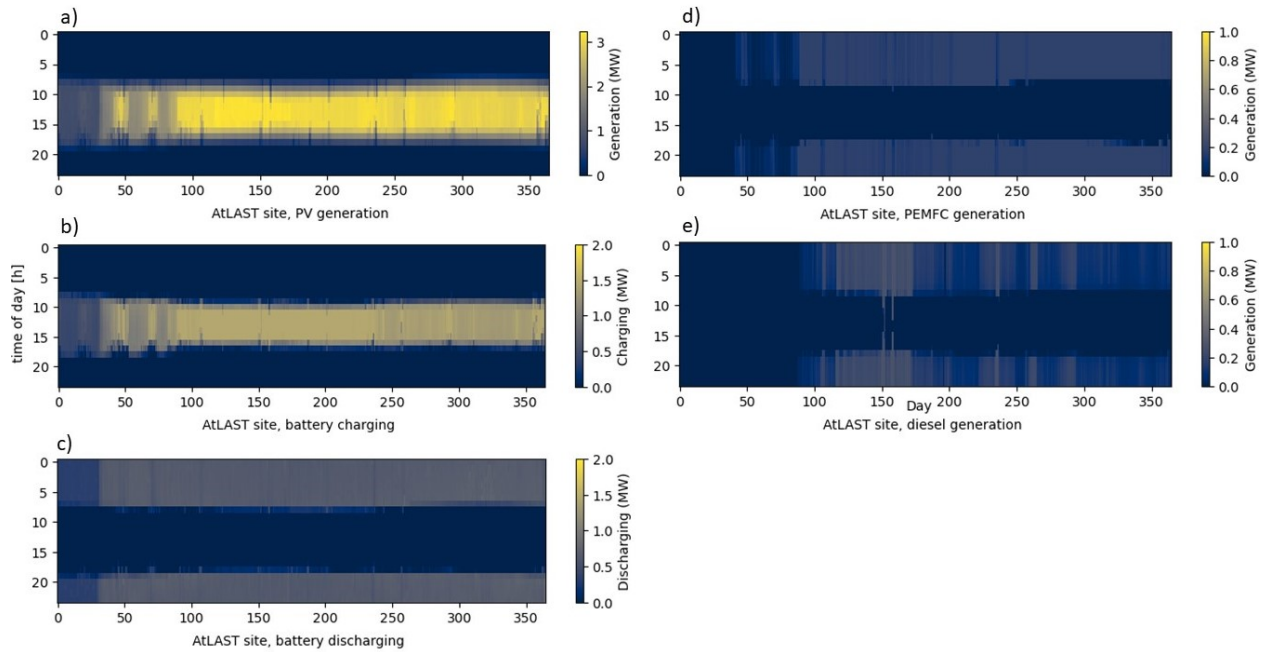 a)
0
5
10
15
20
0 50 100 150 200 250 300 350
AtLAST site, PV generation
3
2
1
0
Generation (MW)
b)
time of day [h]
0
5
10
15
20
0 50 100 150 200 250 300 350
AtLAST site, battery charging
2.0
1.5
1.0
0.5
0.0
Charging (MW)
c)
0
5
10
15
20
0 50 100 150 200 250 300 350
AtLAST site, battery discharging
2.0
1.5
1.0
0.5
0.0
Discharging (MW)
d)
0
5
10
15
20
0 50 100 150 200 250 300 350
AtLAST site, PEMFC generation
1.0
0.8
0.6
0.4
0.2
0.0
Generation (MW)
e)
0
5
10
15
20
0 50 100 150 200 250 300 350
Day
AtLAST site, diesel generation
1.0
0.8
0.6
0.4
0.2
0.0
Generation (MW)